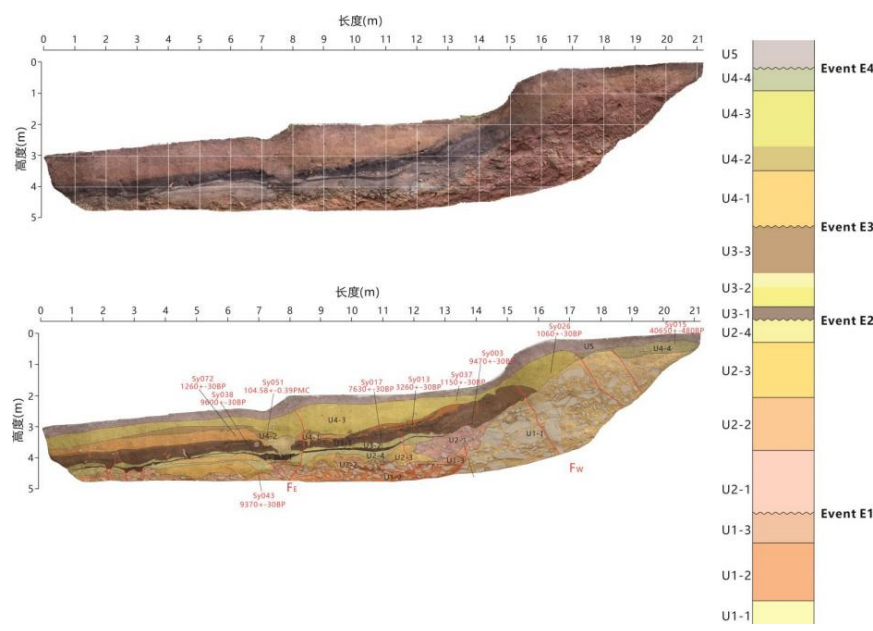 长度(m)
0 1 2 3 4 5 6 7 8 9 10 11 12 13 14 15 16 17 18 19 20 21
高度(m)
0
1
2
3
4
5
长度(m)
0 1 2 3 4 5 6 7 8 9 10 11 12 13 14 15 16 17 18 19 20 21
高度(m)
0
1
2
3
4
5
Sy026
1060+-30BP
Sy015
40650+-480BP
Sy003
9470+-30BP
Sy037
1150+-30BP
Sy013
3260+-30BP
Sy017
7630+-30BP
Sy051
104.58+-0.39PMC
Sy072
1260+-30BP
Sy038
9600+-30BP
Sy043
9370+-30BP
U5
U4-4
U4-3
U4-2
U2-4
U2-3
U2-1
U2-2
U1-3
U1-1
FE
FW
U5
Event E4
U4-4
U4-3
U4-2
U4-1
Event E3
U3-3
U3-2
U3-1
Event E2
U2-4
U2-3
U2-2
U2-1
Event E1
U1-3
U1-2
U1-1